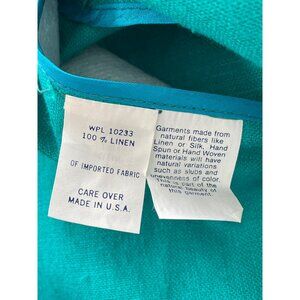 WPL 10233
100 % LINEN
OF IMPORTED FABRIC
CARE OVER
MADE IN U.S.A.
Garments made from
natural fibers like
Linen or Silk, Hand
Spun or Hand Woven
materials will have
natural variations
such as slubs and
unevenness of color.
This is part of the
natural beauty of
this garment.